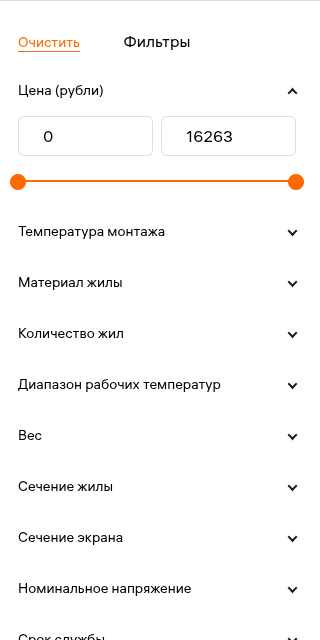 Очистить Фильтры
Цена (рубли)
0 16263
Температура монтажа
Материал жилы
Количество жил
Диапазон рабочих температур
Вес
Сечение жилы
Сечение экрана
Номинальное напряжение
Срок службы